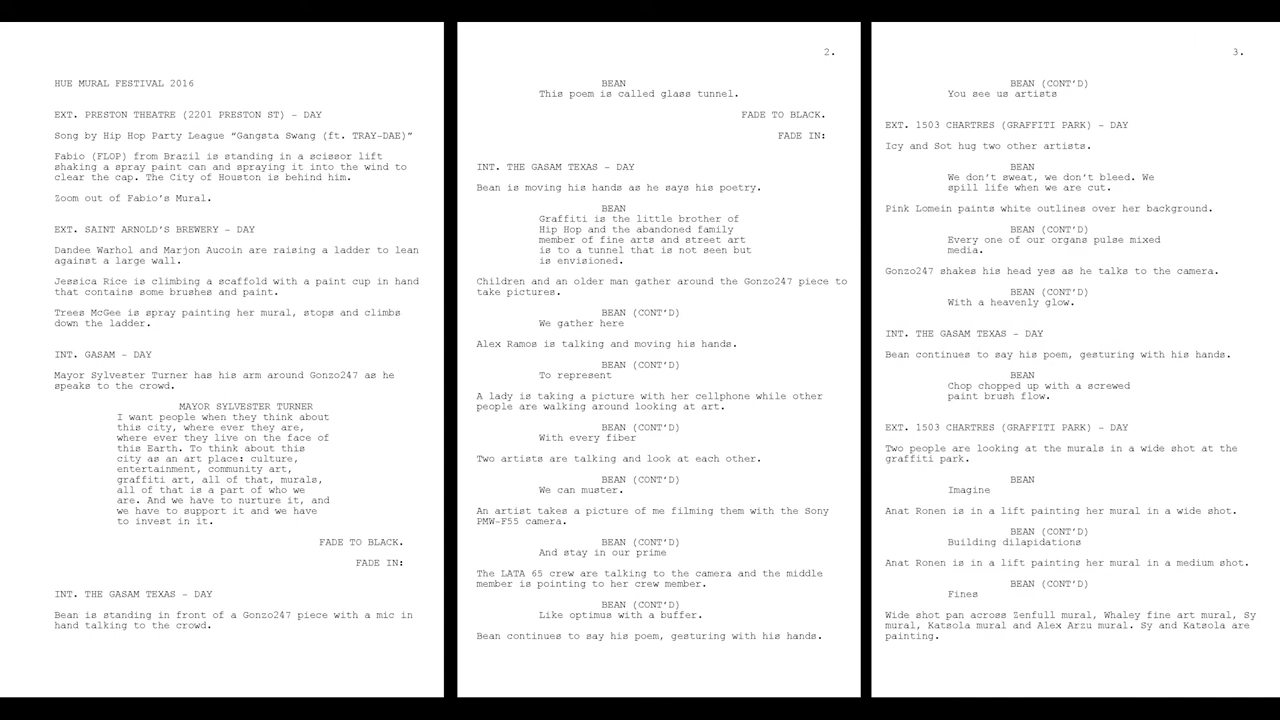 HUE MURAL FESTIVAL 2016
EXT. PRESTON THEATRE (2201 PRESTON ST) – DAY
Song by Hip Hop Party League “Gangsta Swang (ft. TRAY-DAE)”
Fabio (FLOP) from Brazil is standing in a scissor lift
shaking a spray paint can and spraying it into the wind to
clear the cap. The City of Houston is behind him.
Zoom out of Fabio’s Mural.
EXT. SAINT ARNOLD’S BREWERY – DAY
Dandee Warhol and Marjon Aucoin are raising a ladder to lean
against a large wall.
Jessica Rice is climbing a scaffold with a paint cup in hand
that contains some brushes and paint.
Trees McGee is spray painting her mural, stops and climbs
down the ladder.
INT. GASAM – DAY
Mayor Sylvester Turner has his arm around Gonzo247 as he
speaks to the crowd.
MAYOR SYLVESTER TURNER
I want people when they think about
this city, where ever they are,
where ever they live on the face of
this Earth. To think about this
city as an art place: culture,
entertainment, community art,
graffiti art, all of that, murals,
all of that is a part of who we
are. And we have to nurture it, and
we have to support it and we have
to invest in it.
FADE TO BLACK.
FADE IN:
INT. THE GASAM TEXAS – DAY
Bean is standing in front of a Gonzo247 piece with a mic in
hand talking to the crowd.
2.
BEAN
This poem is called glass tunnel.
FADE TO BLACK.
FADE IN:
INT. THE GASAM TEXAS – DAY
Bean is moving his hands as he says his poetry.
BEAN
Graffiti is the little brother of
Hip Hop and the abandoned family
member of fine arts and street art
is to a tunnel that is not seen but
is envisioned.
Children and an older man gather around the Gonzo247 piece to
take pictures.
BEAN (CONT’D)
We gather here
Alex Ramos is talking and moving his hands.
BEAN (CONT’D)
To represent
A lady is taking a picture with her cellphone while other
people are walking around looking at art.
BEAN (CONT’D)
With every fiber
Two artists are talking and look at each other.
BEAN (CONT’D)
We can muster.
An artist takes a picture of me filming them with the Sony
PMW-F55 camera.
BEAN (CONT’D)
And stay in our prime
The LATA 65 crew are talking to the camera and the middle
member is pointing to her crew member.
BEAN (CONT’D)
Like optimus with a buffer.
Bean continues to say his poem, gesturing with his hands.
3.
BEAN (CONT’D)
You see us artists
EXT. 1503 CHARTRES (GRAFFITI PARK) – DAY
Icy and Sot hug two other artists.
BEAN
We don’t sweat, we don’t bleed. We
spill life when we are cut.
Pink Lomein paints white outlines over her background.
BEAN (CONT’D)
Every one of our organs pulse mixed
media.
Gonzo247 shakes his head yes as he talks to the camera.
BEAN (CONT’D)
With a heavenly glow.
INT. THE GASAM TEXAS – DAY
Bean continues to say his poem, gesturing with his hands.
BEAN
Chop chopped up with a screwed
paint brush flow.
EXT. 1503 CHARTRES (GRAFFITI PARK) – DAY
Two people are looking at the murals in a wide shot at the
graffiti park.
BEAN
Imagine
Anat Ronen is in a lift painting her mural in a wide shot.
BEAN (CONT’D)
Building dilapidations
Anat Ronen is in a lift painting her mural in a medium shot.
BEAN (CONT’D)
Fines
Wide shot pan across Zenfull mural, Whaley fine art mural, Sy
mural, Katsola mural and Alex Arzu mural. Sy and Katsola are
painting.